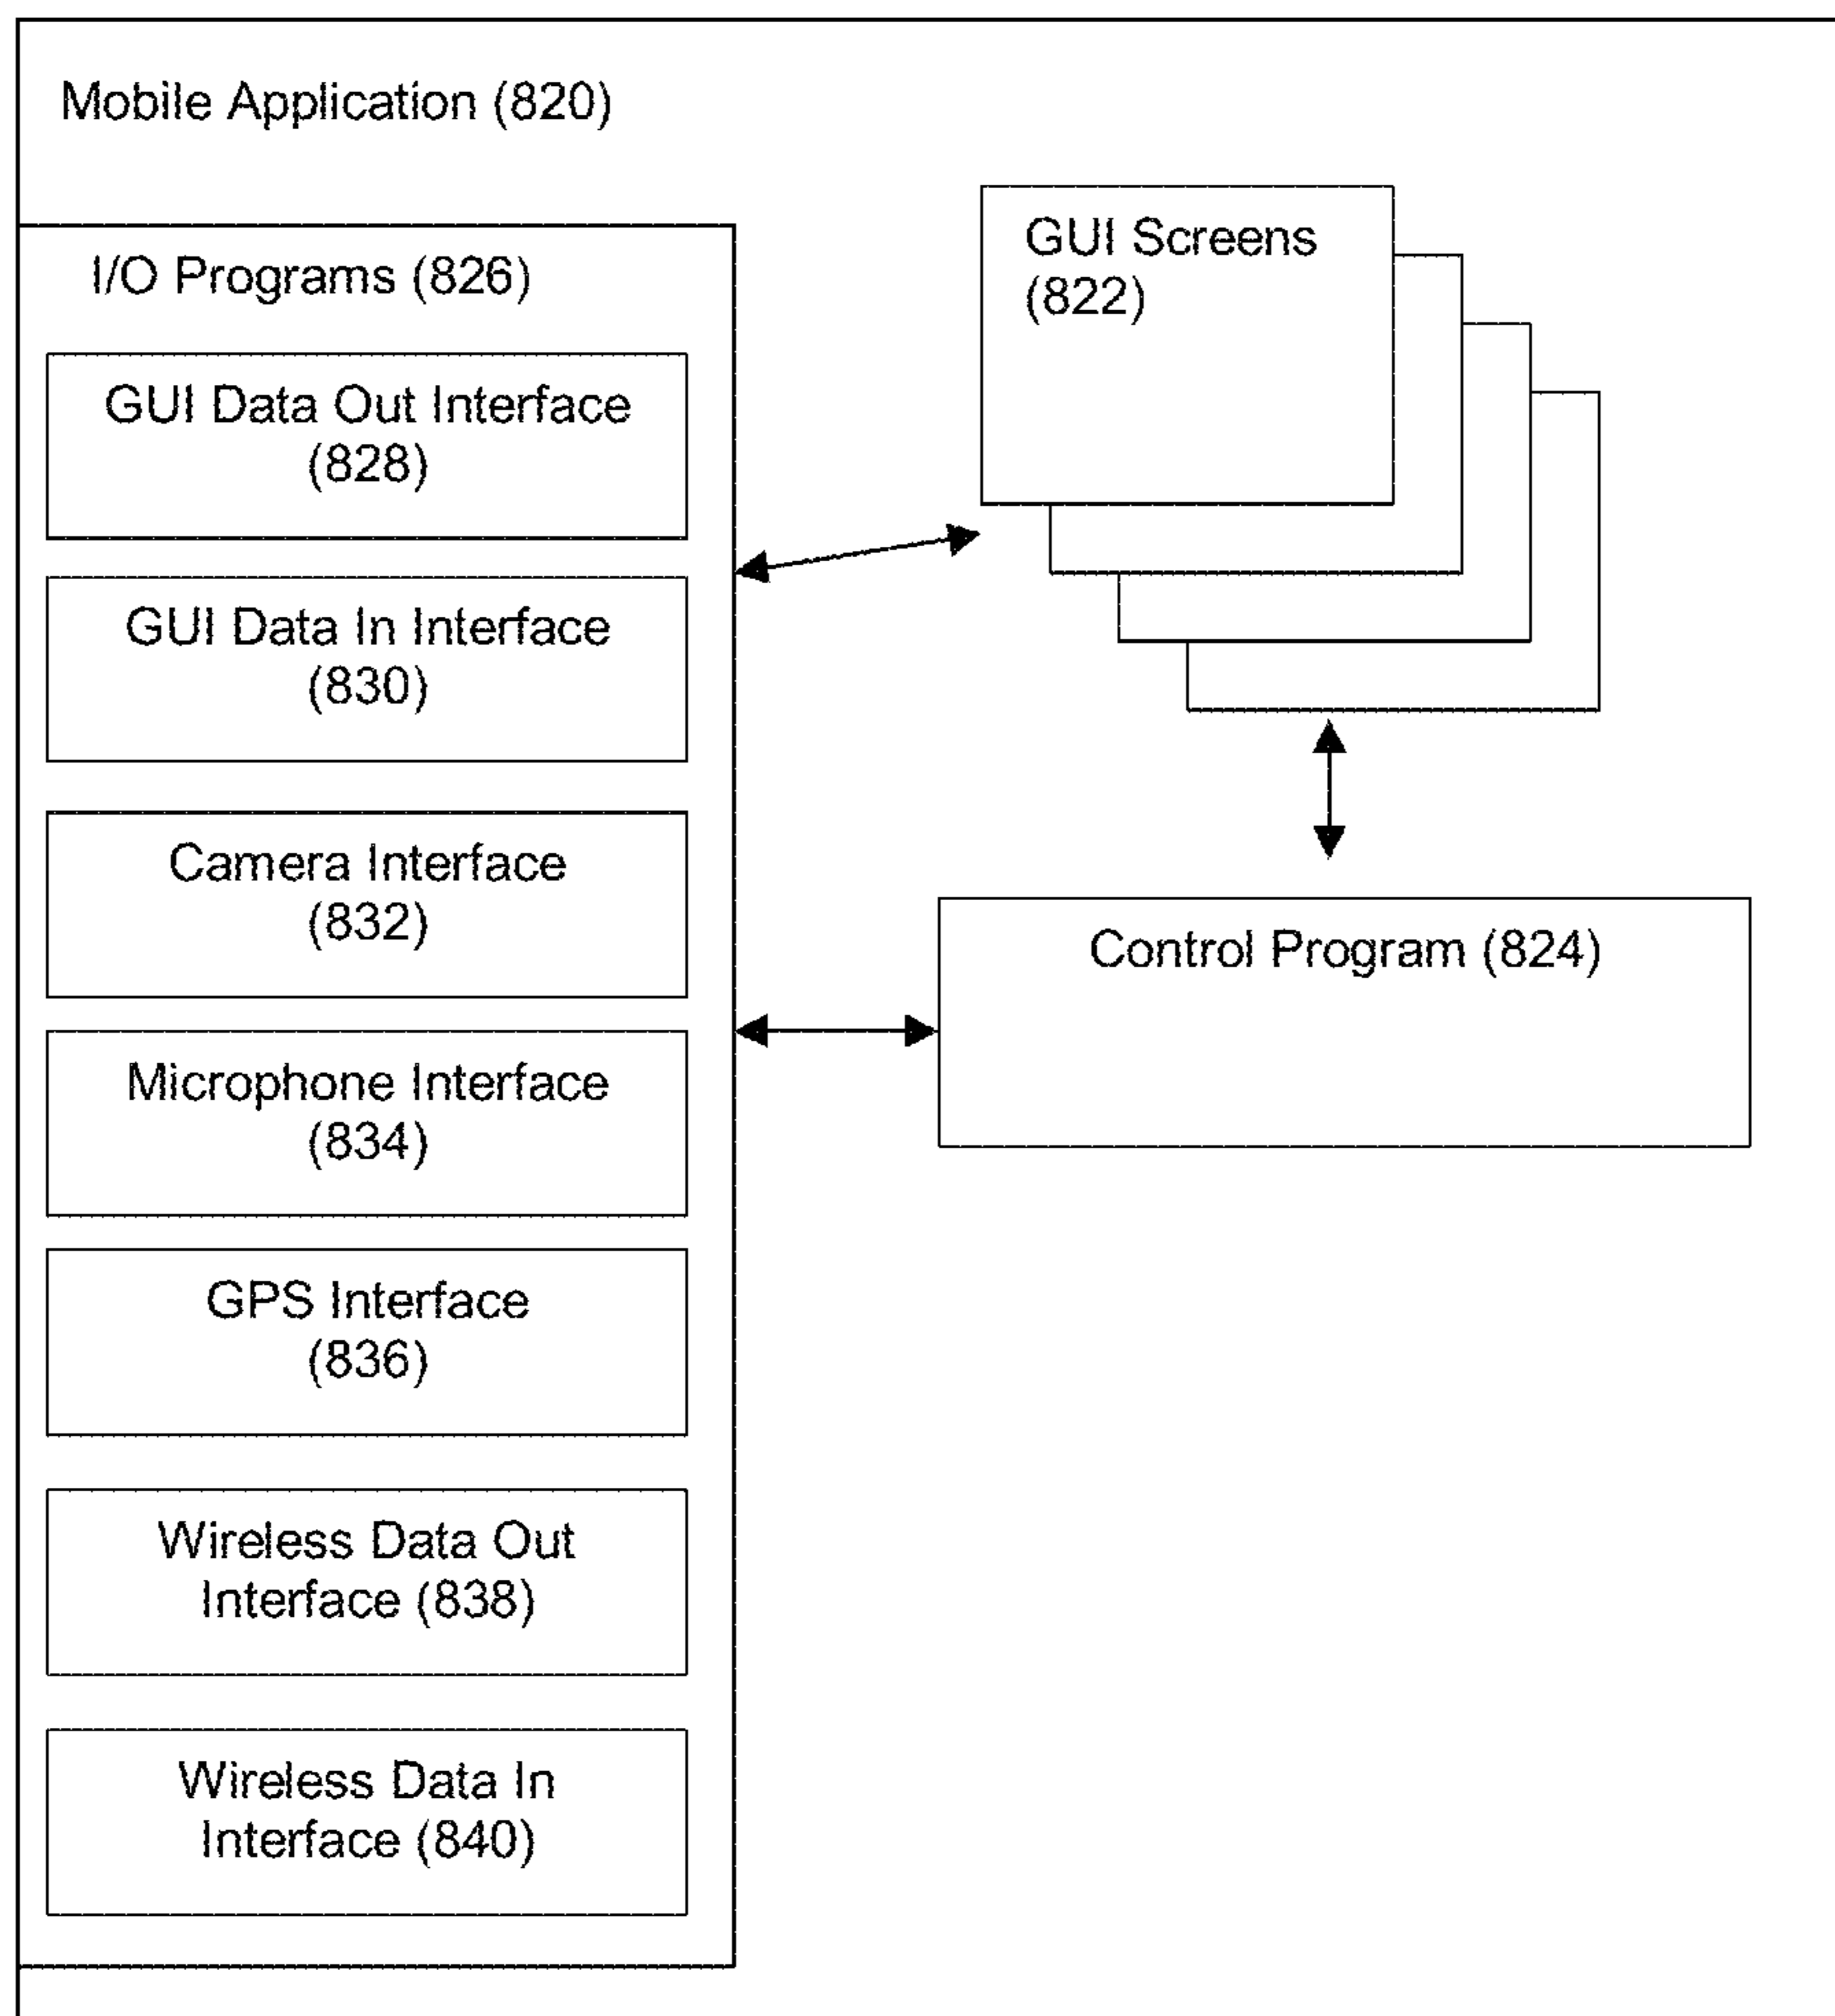 Mobile Application (820)
I/O Programs (826)
GUI Data Out Interface
(828)
GUI Data In Interface
(830)
Camera Interface
(832)
Microphone Interface
(834)
GPS Interface
(836)
Wireless Data Out
Interface (838)
Wireless Data In
Interface (840)
GUI Screens
(822)
Control Program (824)